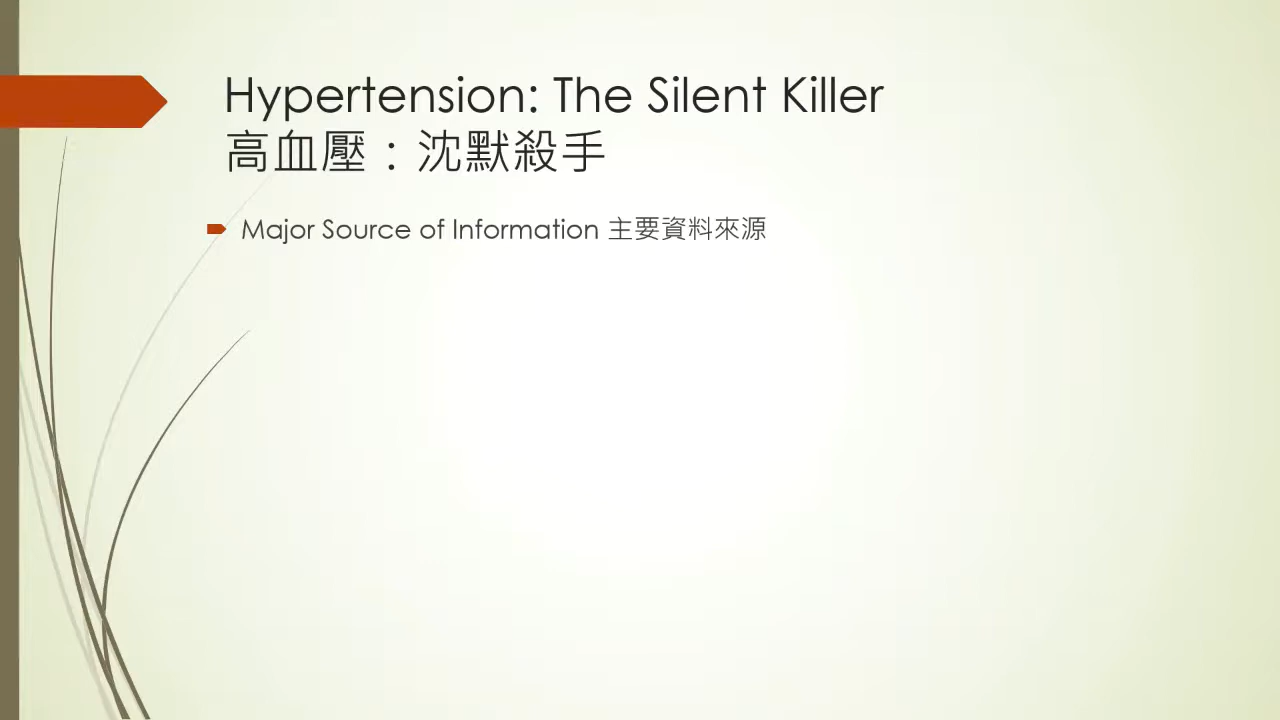 Hypertension: The Silent Killer
高血壓：沈默殺手
Major Source of Information 主要資料來源